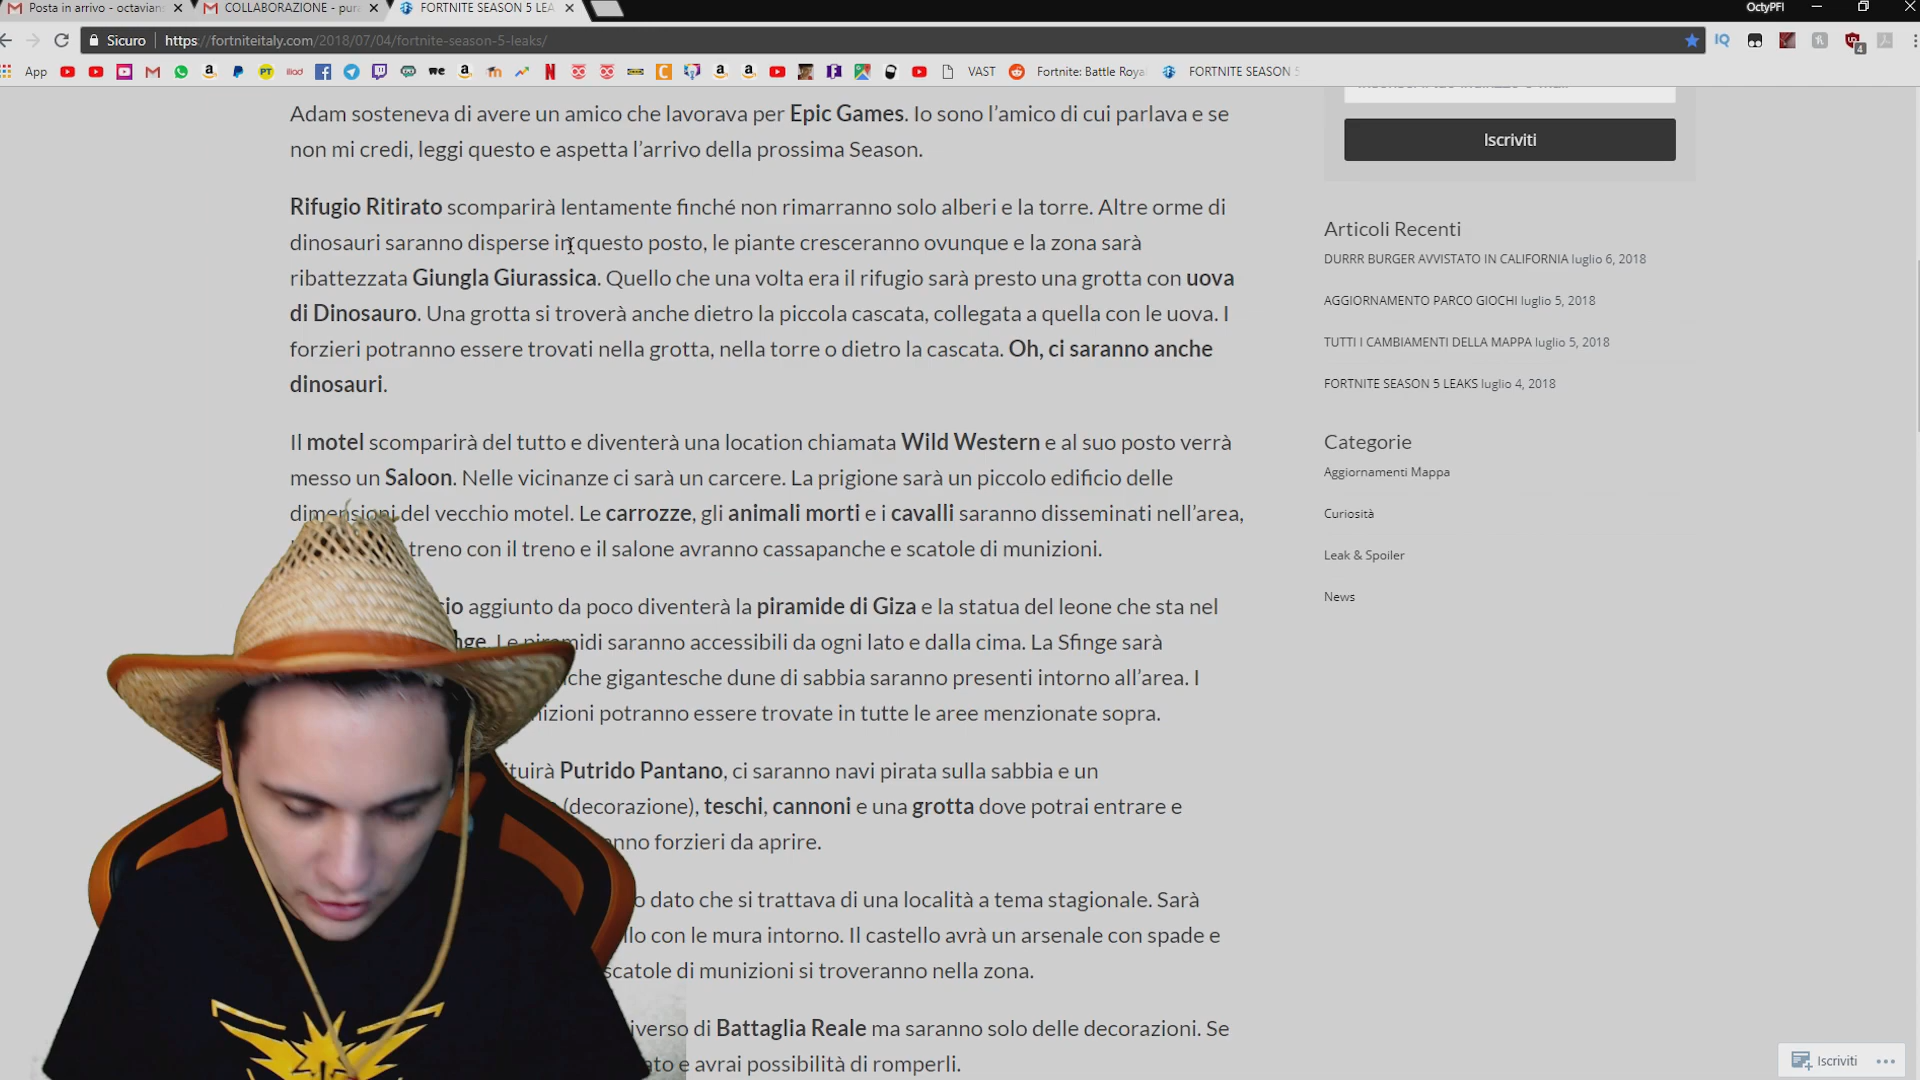 Posta in arrivo - octavian
COLLABORAZIONE - pur
FORTNITE SEASON 5 LEA
OctyPFI
Sicuro
https://fortniteitaly.com/2018/07/04/fortnite-season-5-leaks/
App
VAST
Fortnite: Battle Roya
FORTNITE SEASON 5
Adam sosteneva di avere un amico che lavorava per Epic Games. Io sono l’amico di cui parlava e se
non mi credi, leggi questo e aspetta l’arrivo della prossima Season.
Rifugio Ritirato scomparirà lentamente finché non rimarranno solo alberi e la torre. Altre orme di
dinosauri saranno disperse in questo posto, le piante cresceranno ovunque e la zona sarà
ribattezzata Giungla Giurassica. Quello che una volta era il rifugio sarà presto una grotta con uova
di Dinosauro. Una grotta si troverà anche dietro la piccola cascata, collegata a quella con le uova. I
forzieri potranno essere trovati nella grotta, nella torre o dietro la cascata. Oh, ci saranno anche
dinosauri.
Il motel scomparirà del tutto e diventerà una location chiamata Wild Western e al suo posto verrà
messo un Saloon. Nelle vicinanze ci sarà un carcere. La prigione sarà un piccolo edificio delle
dimensioni del vecchio motel. Le carrozze, gli animali morti e i cavalli saranno disseminati nell’area,
treno con il treno e il salone avranno cassapanche e scatole di munizioni.
aggiunto da poco diventerà la piramide di Giza e la statua del leone che sta nel
nge. Le piramidi saranno accessibili da ogni lato e dalla cima. La Sfinge sarà
che gigantesche dune di sabbia saranno presenti intorno all’area. I
nizioni potranno essere trovate in tutte le aree menzionate sopra.
tuirà Putrido Pantano, ci saranno navi pirata sulla sabbia e un
(decorazione), teschi, cannoni e una grotta dove potrai entrare e
nno forzieri da aprire.
o dato che si trattava di una località a tema stagionale. Sarà
llo con le mura intorno. Il castello avrà un arsenale con spade e
scatole di munizioni si troveranno nella zona.
iverso di Battaglia Reale ma saranno solo delle decorazioni. Se
ato e avrai possibilità di romperli.
Iscriviti
Articoli Recenti
DURRR BURGER AVVISTATO IN CALIFORNIA luglio 6, 2018
AGGIORNAMENTO PARCO GIOCHI luglio 5, 2018
TUTTI I CAMBIAMENTI DELLA MAPPA luglio 5, 2018
FORTNITE SEASON 5 LEAKS luglio 4, 2018
Categorie
Aggiornamenti Mappa
Curiosità
Leak & Spoiler
News
Iscriviti